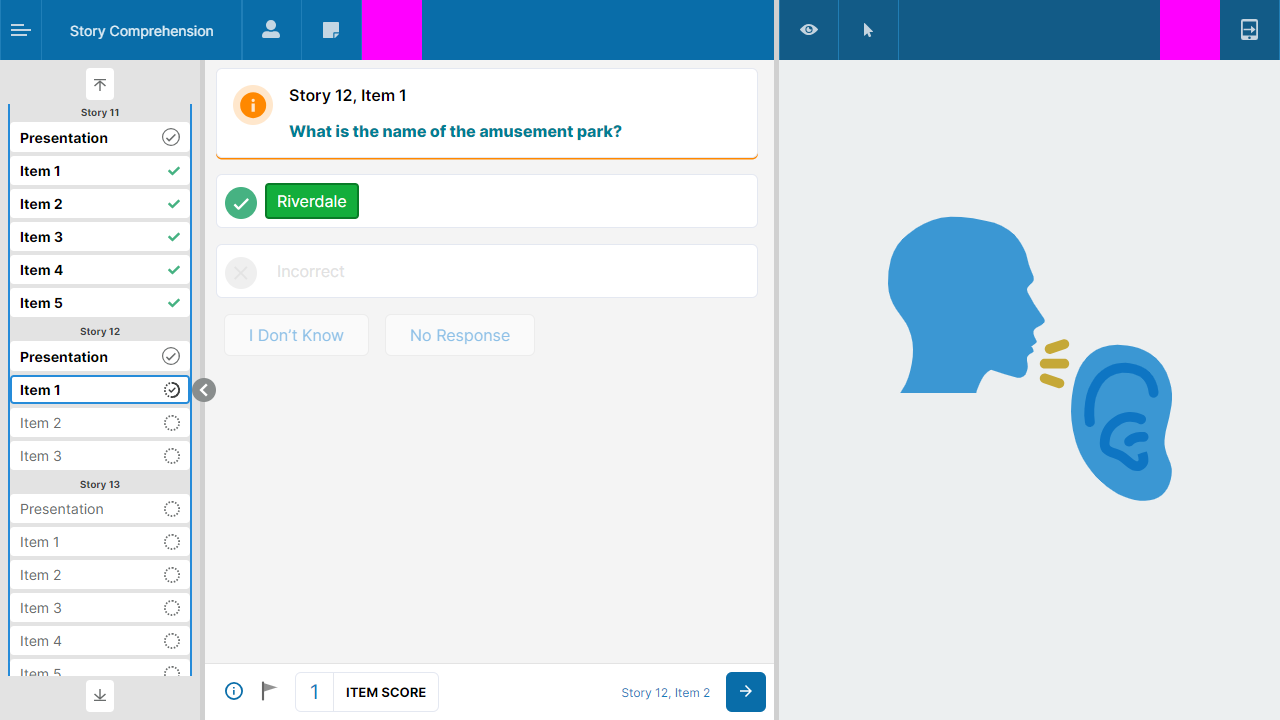 Story Comprehension
Story 11
Presentation
Item 1
Item 2
Item 3
Item 4
Item 5
Story 12
Presentation
Item 1
Item 2
Item 3
Story 13
Presentation
Item 1
Item 2
Item 3
Item 4
Item 5
Story 12, Item 1
What is the name of the amusement park?
Riverdale
Incorrect
I Don't Know
No Response
1
ITEM SCORE
Story 12, Item 2